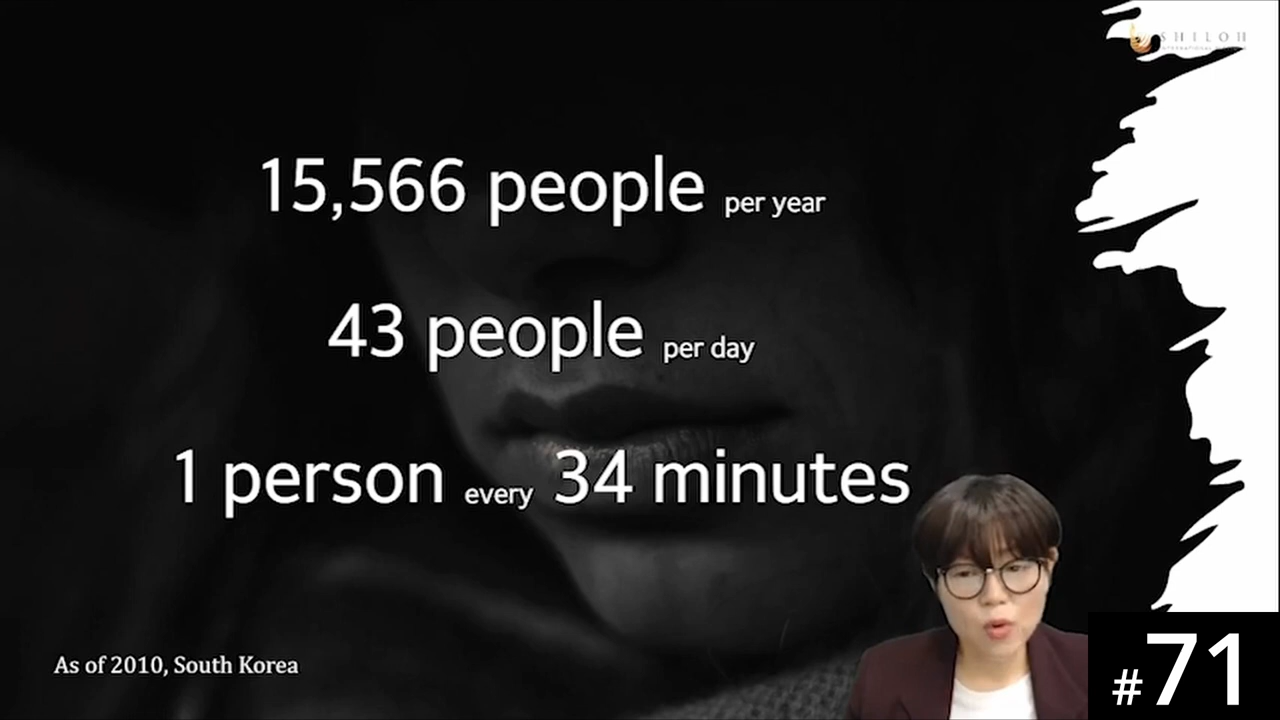 SHILOH
15,566 people per year
43 people per day
1 person every 34 minutes
As of 2010, South Korea
#71